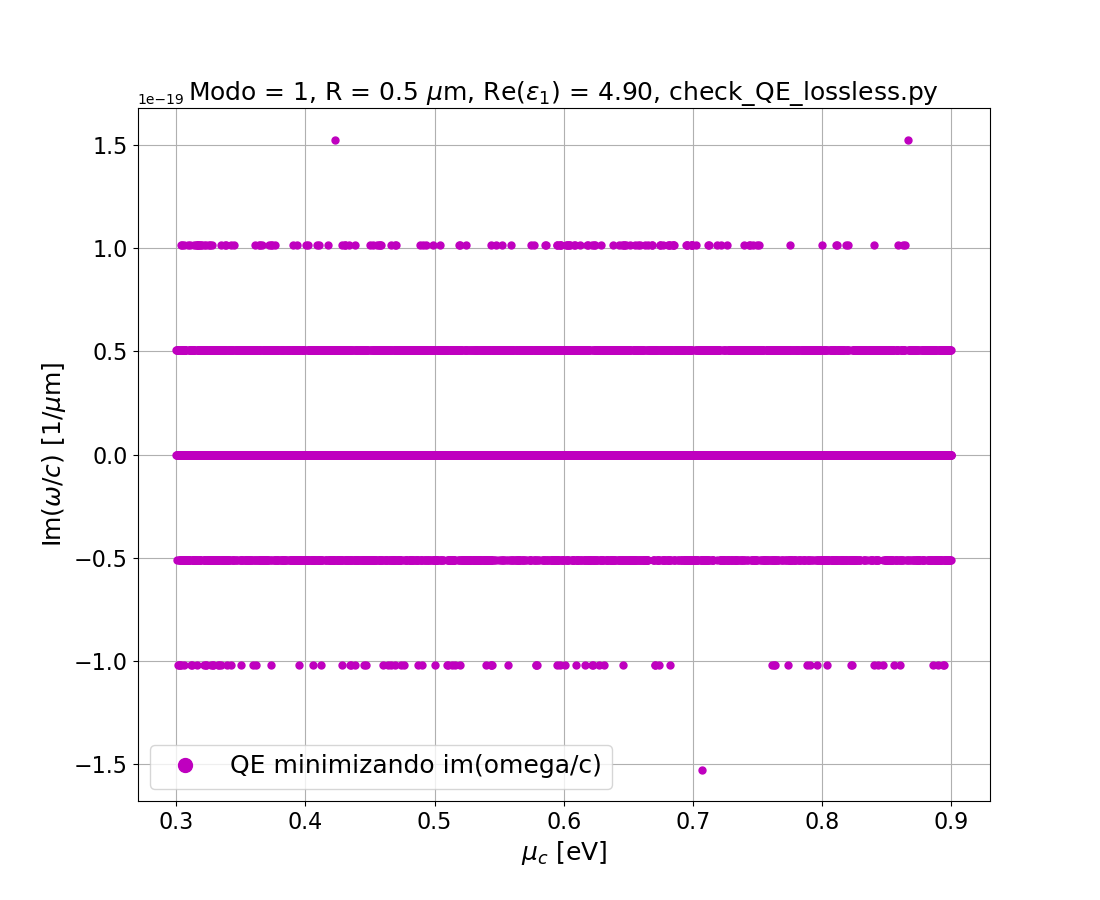 Modo = 1, R = 0.5 μm, Re(ε₁) = 4.90, check_QE_lossless.py
1e−19
1.5
1.0
0.5
0.0
−0.5
−1.0
−1.5
Im(ω/c) [1/μm]
QE minimizando im(omega/c)
0.3 0.4 0.5 0.6 0.7 0.8 0.9
μ_c [eV]